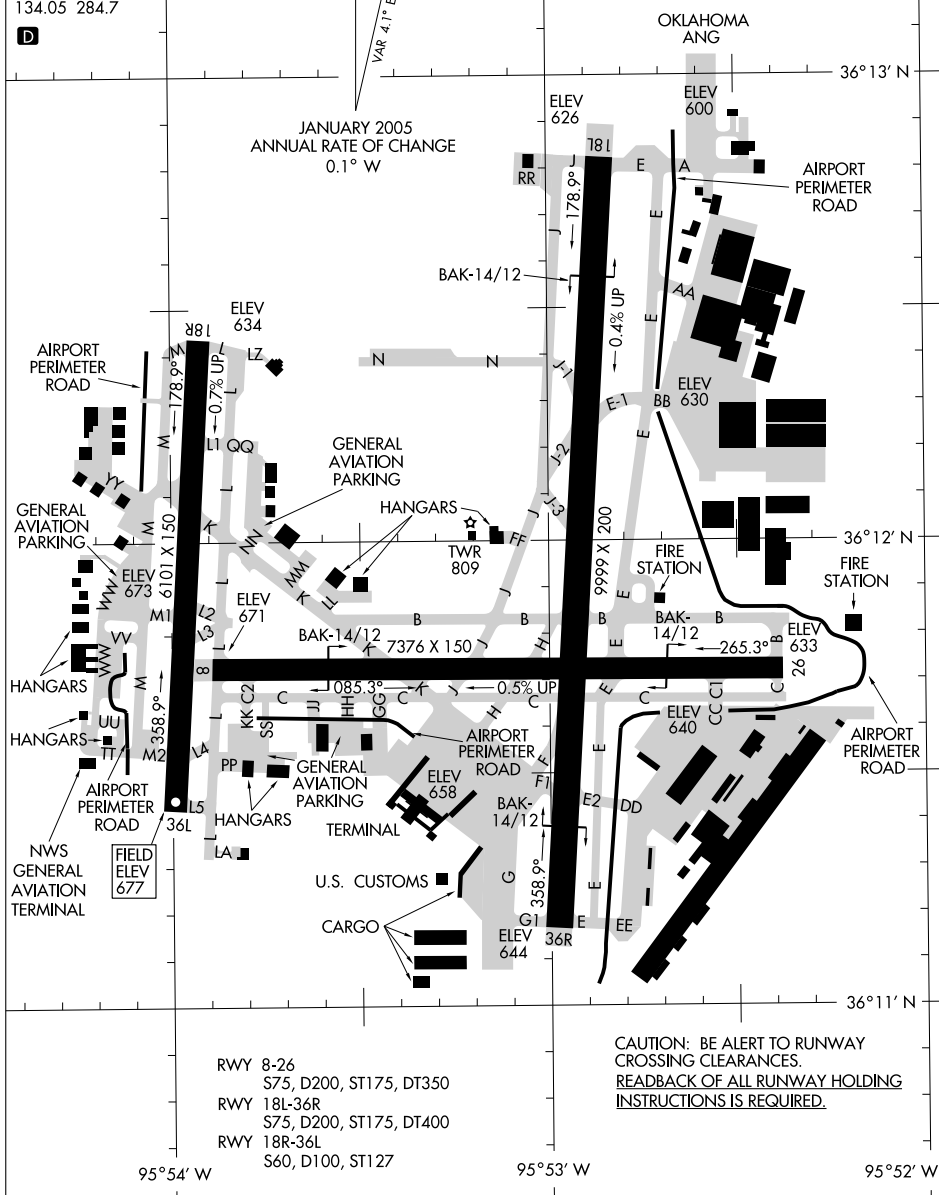 134.05 284.7
D
VAR 4.1° E
JANUARY 2005
ANNUAL RATE OF CHANGE
0.1° W
OKLAHOMA
ANG
36°13' N
ELEV
626
ELEV
600
18L
J
E
A
RR
AIRPORT
PERIMETER
ROAD
178.9°
J
E
BAK-14/12
AA
0.4% UP
E
ELEV
634
18R
M
L
LZ
AIRPORT
PERIMETER
ROAD
178.9°
0.7% UP
L
N
N
J-1
ELEV
630
E-1
BB
M
L1
QQ
E
GENERAL
AVIATION
PARKING
J-2
YY
L
HANGARS
J-3
J
GENERAL
AVIATION
PARKING
M
6101 X 150
K
NN
TWR
809
FF
9999 X 200
36°12' N
FIRE
STATION
FIRE
STATION
ELEV
673
WW
MM
L
K
LL
J
E
ELEV
671
M1
L2
L3
B
B
B
B
B
BAK-14/12
BAK-
14/12
ELEV
633
VV
WW
L
K
7376 X 150
J
H
E
265.3°
26
HANGARS
8
M
085.3°
0.5% UP
358.9°
KK
C2
C
JJ
HH
GG
C
K
J
C
E
C
C1
CC
C
SS
H
ELEV
640
UU
L
HANGARS
TT
M2
L4
AIRPORT
PERIMETER
ROAD
AIRPORT
PERIMETER
ROAD
E
F
F1
PP
GENERAL
AVIATION
PARKING
ELEV
658
AIRPORT
PERIMETER
ROAD
HANGARS
E2
DD
L5
BAK-
14/12
TERMINAL
36L
L
LA
NWS
GENERAL
AVIATION
TERMINAL
FIELD
ELEV
677
U.S. CUSTOMS
G
358.9°
E
CARGO
G1
E
EE
ELEV
644
36R
36°11' N
RWY 8-26
S75, D200, ST175, DT350
RWY 18L-36R
S75, D200, ST175, DT400
RWY 18R-36L
S60, D100, ST127
CAUTION: BE ALERT TO RUNWAY
CROSSING CLEARANCES.
READBACK OF ALL RUNWAY HOLDING
INSTRUCTIONS IS REQUIRED.
95°54' W
95°53' W
95°52' W